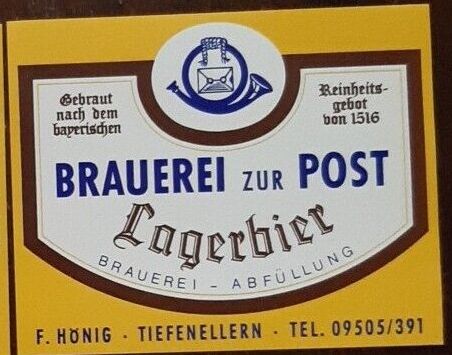 Gebraut
nach dem
bayerischen
Reinheits-
gebot
von 1516
BRAUEREI ZUR POST
Lagerbier
BRAUEREI - ABFÜLLUNG
F. HÖNIG - TIEFENELLERN - TEL. 09505/391